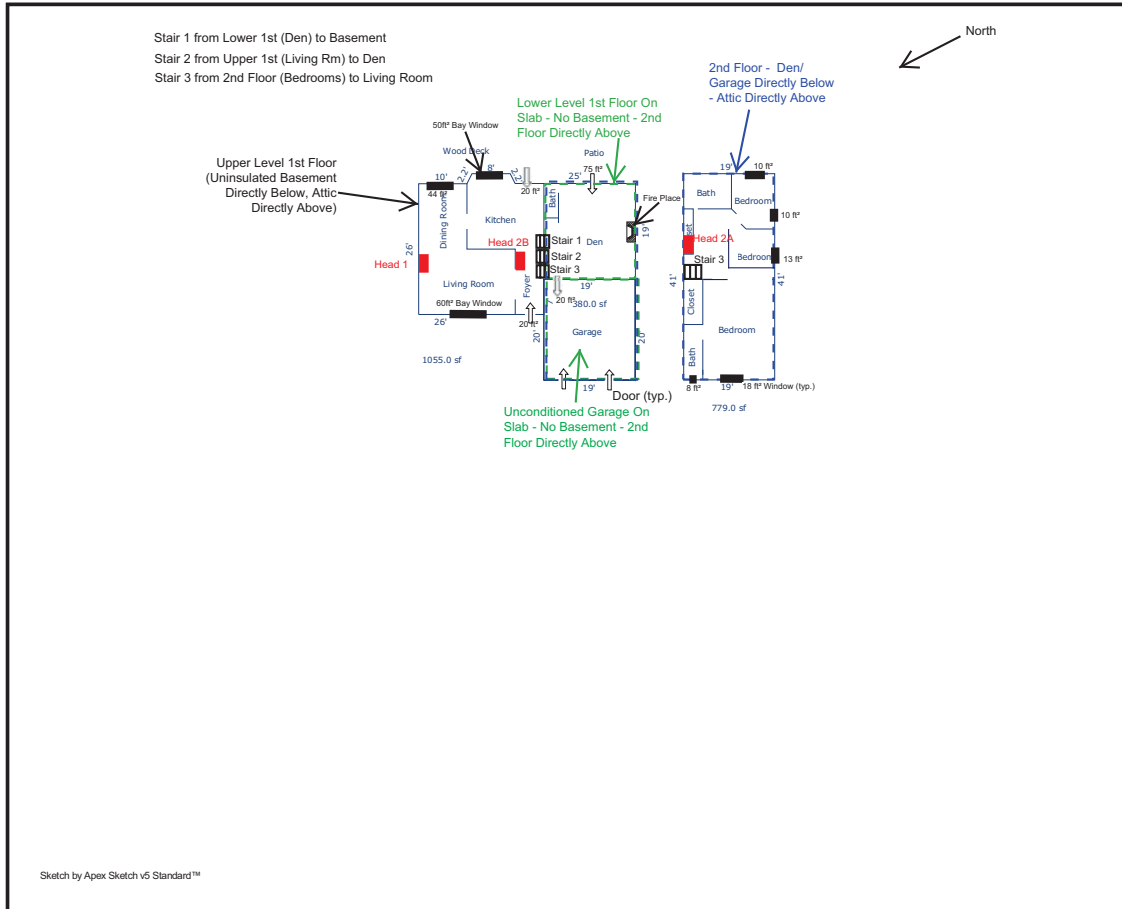 Stair 1 from Lower 1st (Den) to Basement
Stair 2 from Upper 1st (Living Rm) to Den
Stair 3 from 2nd Floor (Bedrooms) to Living Room
North
2nd Floor - Den/
Garage Directly Below
- Attic Directly Above
Lower Level 1st Floor On
Slab - No Basement - 2nd
Floor Directly Above
50ft² Bay Window
Wood Deck
Patio
Upper Level 1st Floor
(Uninsulated Basement
Directly Below, Attic
Directly Above)
10'
44 ft²
2.2'
8'
2.2'
20 ft²
25'
75 ft²
19'
10 ft²
Bath
Bedroom
Bath
Fire Place
10 ft²
Dining Room
Kitchen
26'
Head 1
Head 2B
Stair 1
Stair 2
Stair 3
Den
19'
Head 2A
Stair 3
Bedroom
13 ft²
Living Room
60ft² Bay Window
Foyer
26'
20 ft²
19'
20 ft²
380.0 sf
Garage
20'
20'
41'
41'
Closet
Bedroom
Bath
1055.0 sf
19'
Door (typ.)
8 ft²
19'
18 ft² Window (typ.)
779.0 sf
Unconditioned Garage On
Slab - No Basement - 2nd
Floor Directly Above
Sketch by Apex Sketch v5 Standard™